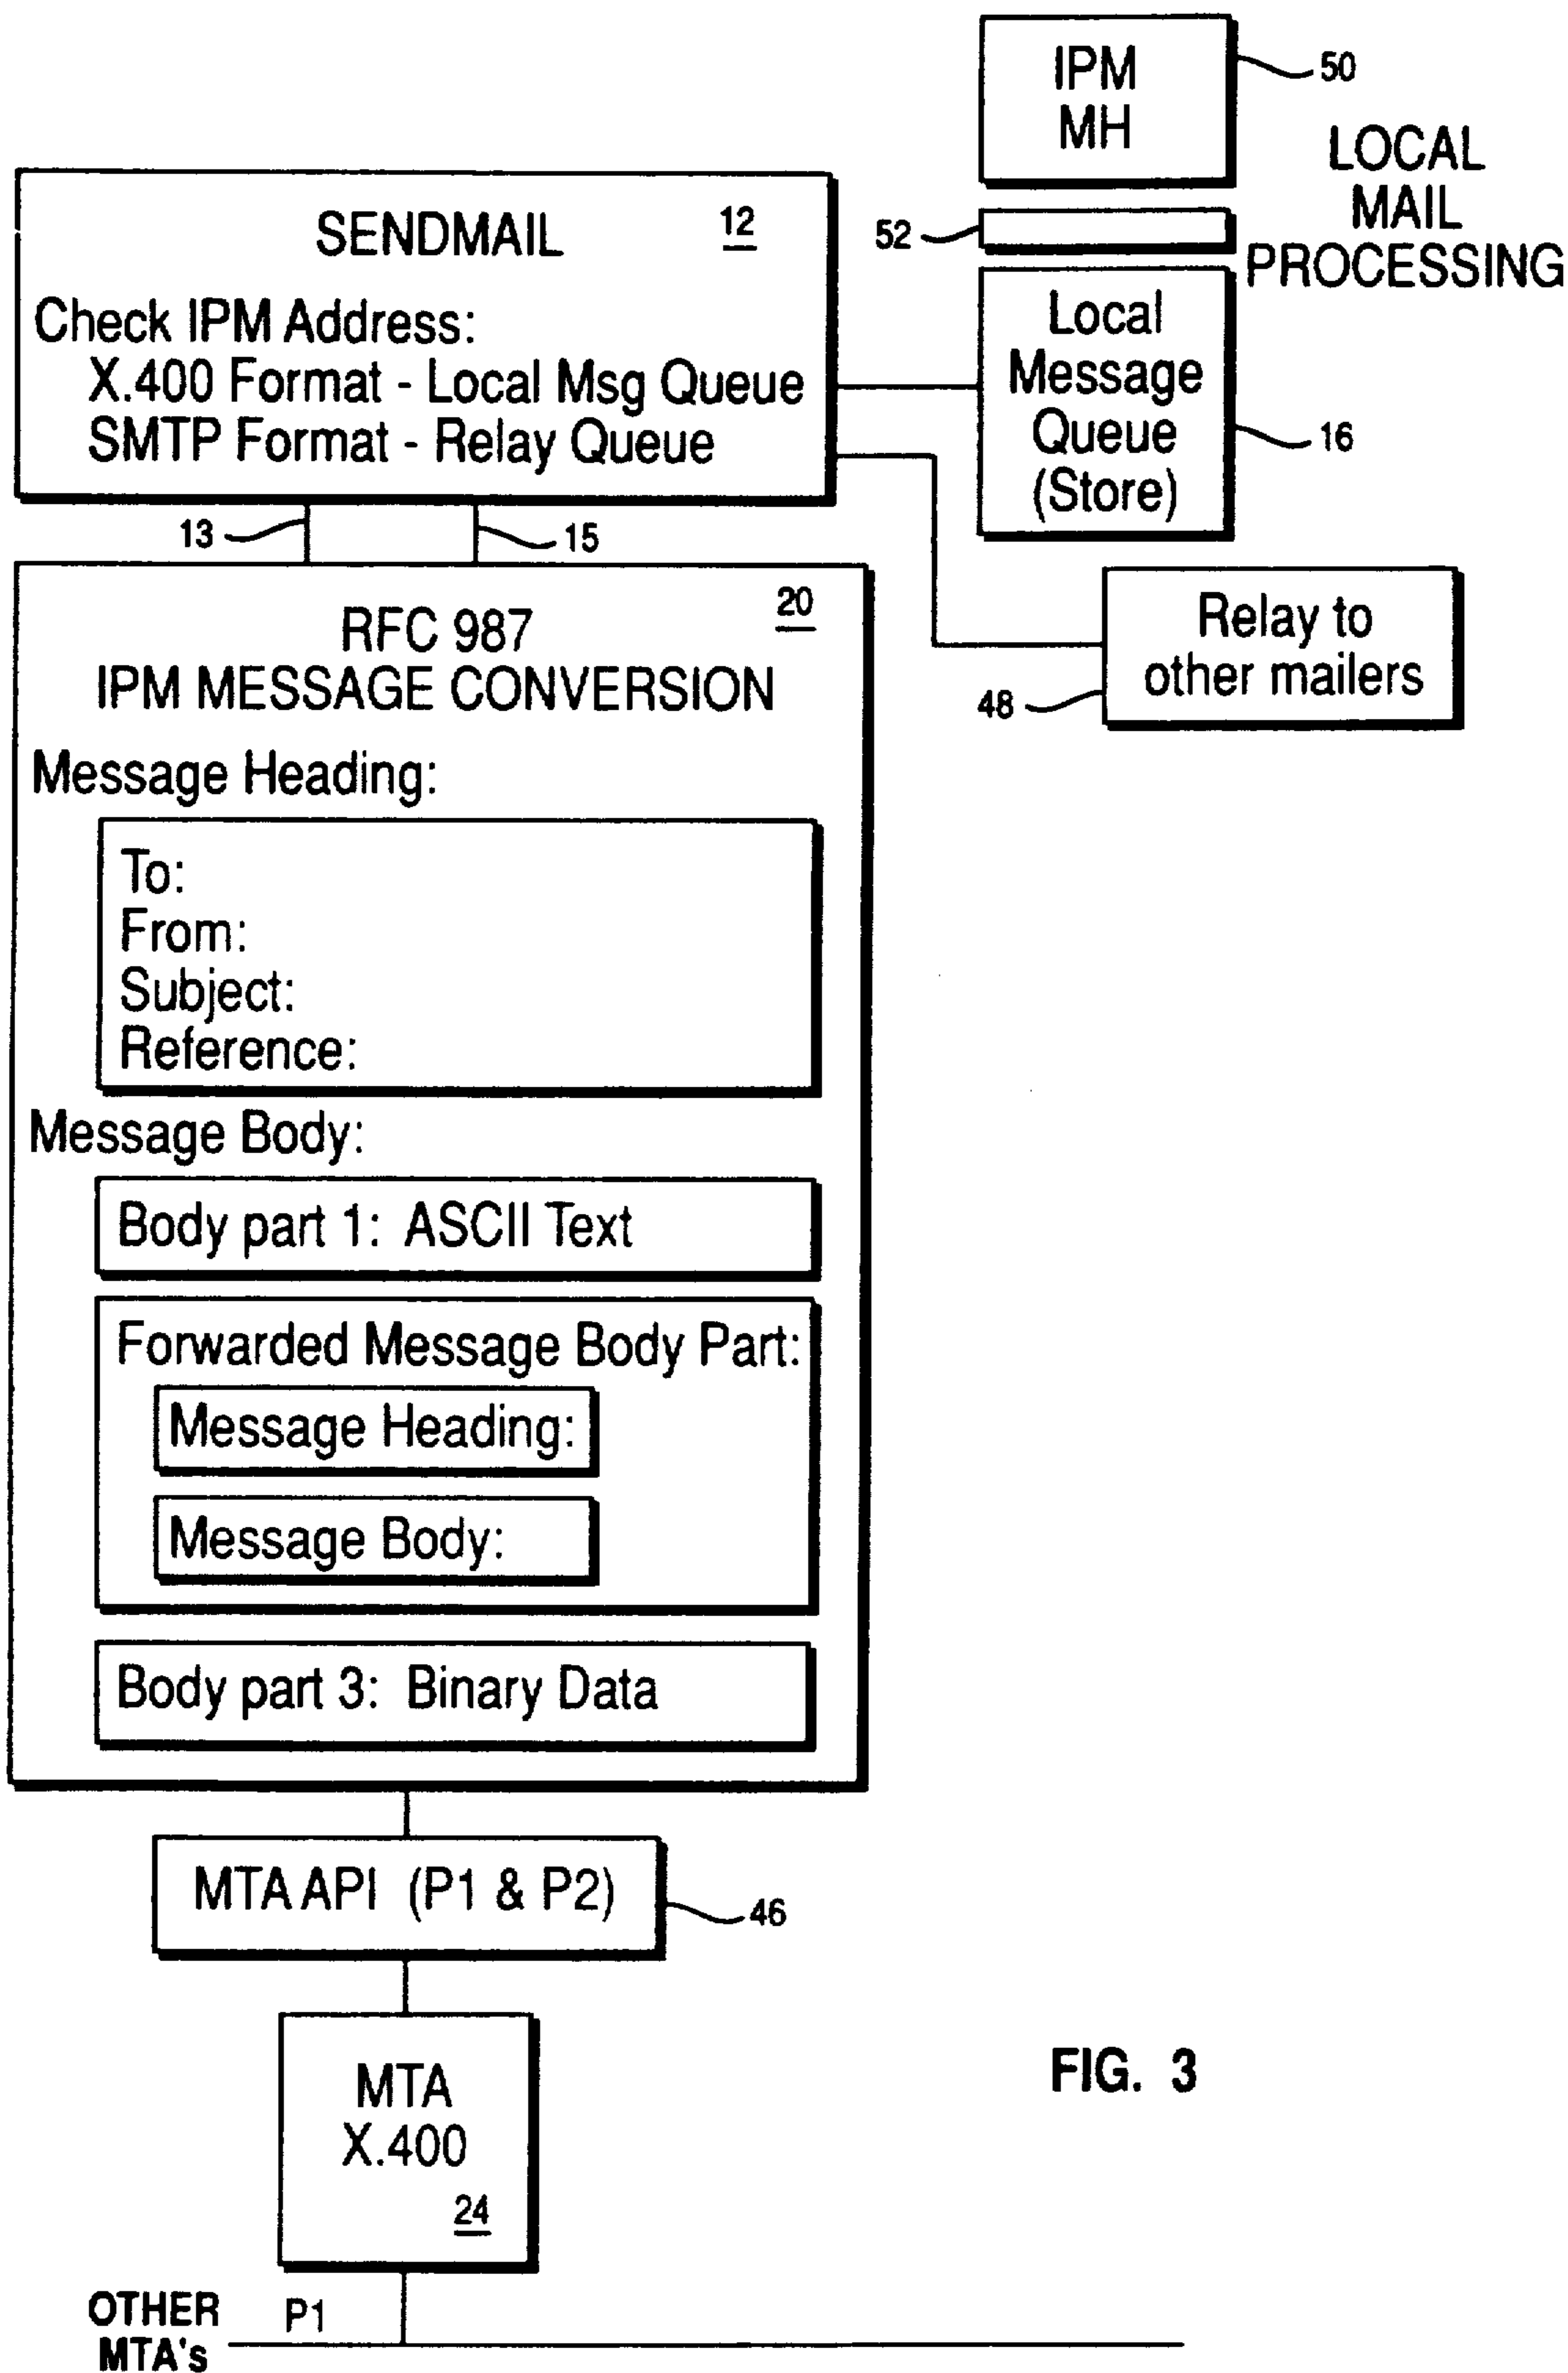 IPM
MH
50
LOCAL
MAIL
PROCESSING
52
SENDMAIL 12
Check IPM Address:
X.400 Format - Local Msg Queue
SMTP Format - Relay Queue
Local
Message
Queue
(Store)
16
13
15
Relay to
other mailers
48
RFC 987 20
IPM MESSAGE CONVERSION
Message Heading:
To:
From:
Subject:
Reference:
Message Body:
Body part 1: ASCII Text
Forwarded Message Body Part:
Message Heading:
Message Body:
Body part 3: Binary Data
MTA API (P1 & P2)
46
MTA
X.400
24
FIG. 3
OTHER
MTA's
P1